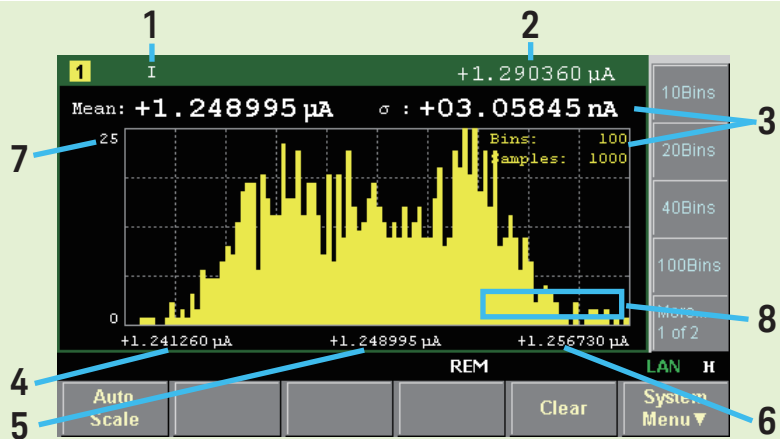 1
2
1 I +1.290360 µA
Mean: +1.248995 µA σ : +03.05845 nA
3
25
Bins: 100
Samples: 1000
7
0
8
+1.241260 µA +1.248995 µA +1.256730 µA
4
5
6
REM LAN H
10Bins
20Bins
40Bins
100Bins
More...
1 of 2
Auto
Scale
Clear
System
Menu▼